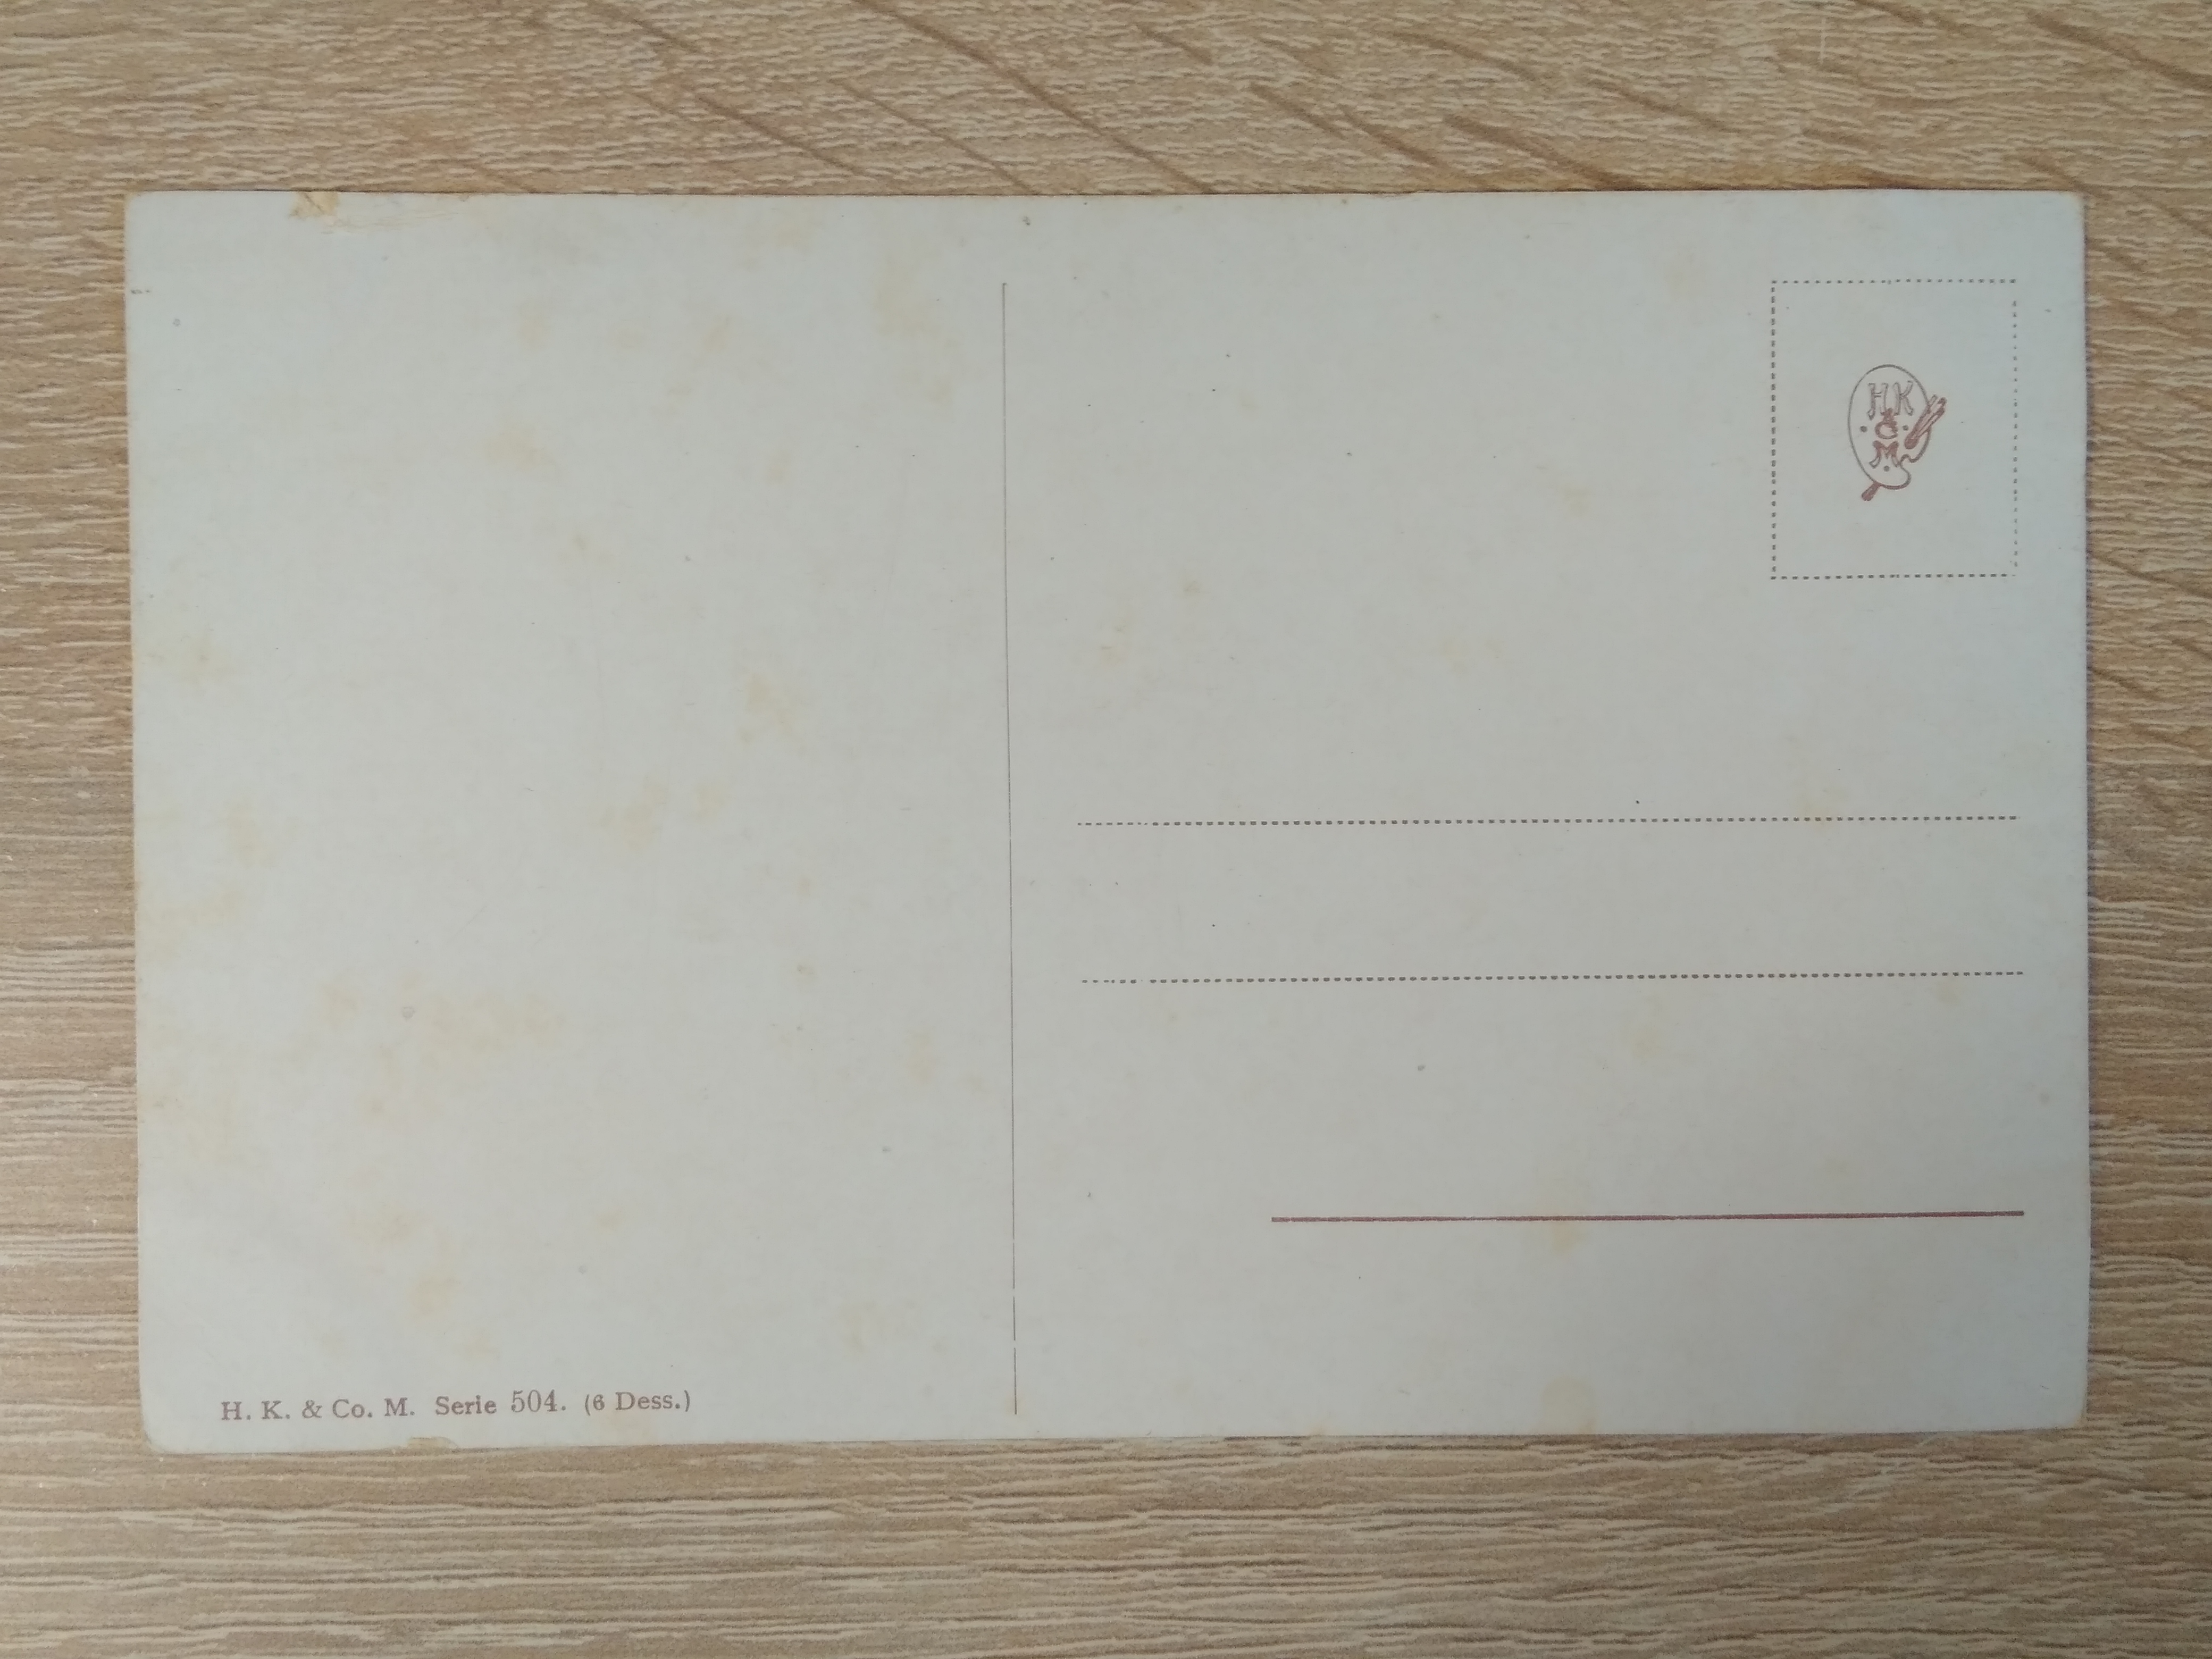 HK
&
C
M
H. K. & Co. M. Serie 504. (6 Dess.)